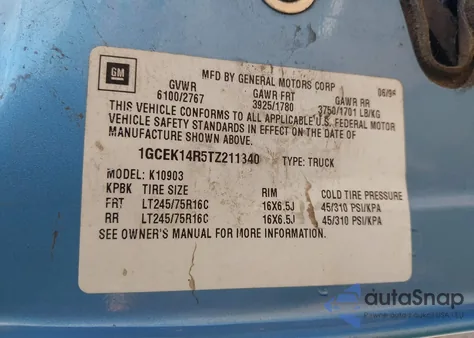 GM
MFD BY GENERAL MOTORS CORP 06/96
GVWR GAWR FRT GAWR RR
6100/2767 3925/1780 3750/1701 LB/KG
THIS VEHICLE CONFORMS TO ALL APPLICABLE U.S. FEDERAL MOTOR
VEHICLE SAFETY STANDARDS IN EFFECT ON THE DATE OF
MANUFACTURE SHOWN ABOVE.
1GCEK14R5TZ211340 TYPE: TRUCK
MODEL: K10903
KPBK TIRE SIZE RIM COLD TIRE PRESSURE
FRT LT245/75R16C 16X6.5J 45/310 PSI/KPA
RR LT245/75R16C 16X6.5J 45/310 PSI/KPA
SEE OWNER'S MANUAL FOR MORE INFORMATION.
autaSnap